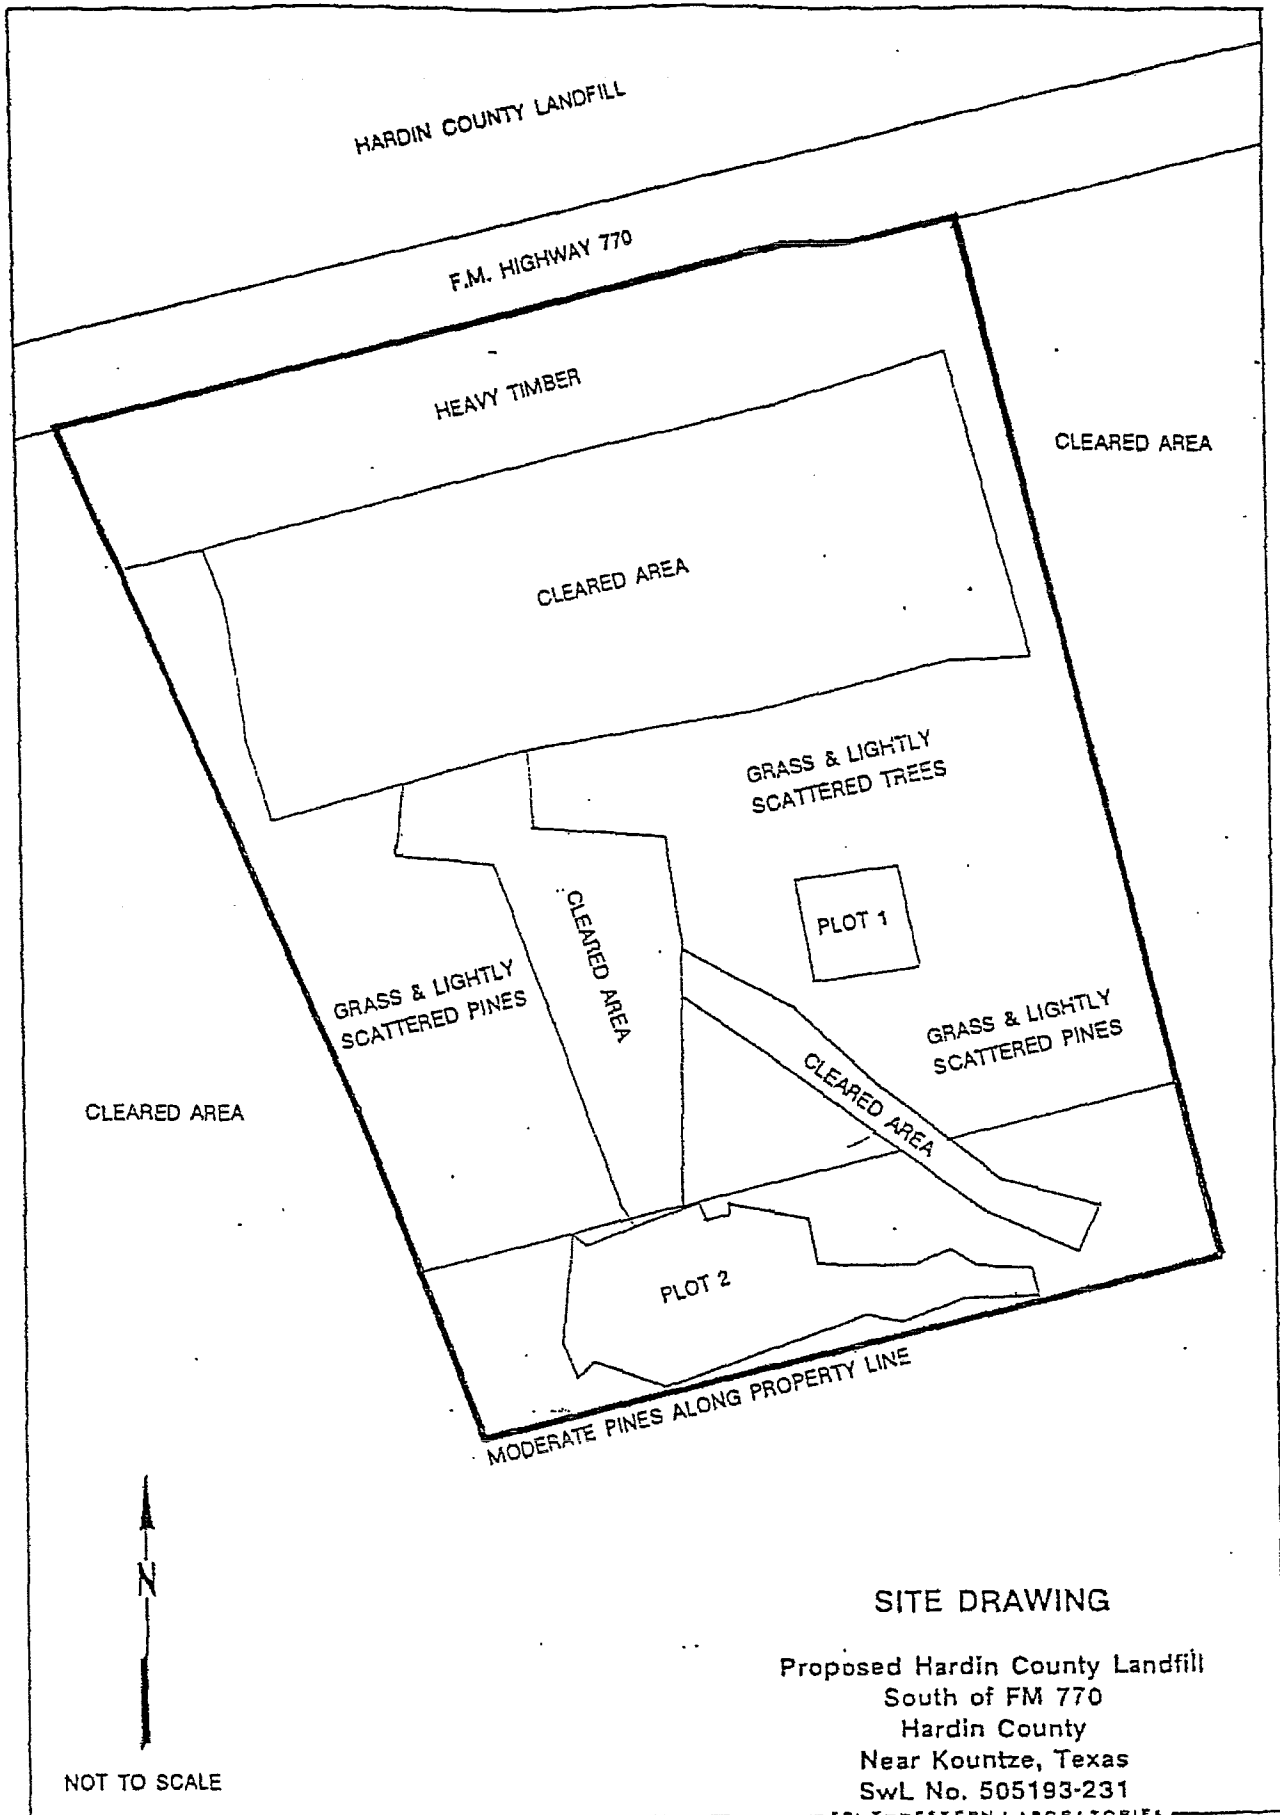 HARDIN COUNTY LANDFILL
F.M. HIGHWAY 770
HEAVY TIMBER
CLEARED AREA
CLEARED AREA
GRASS & LIGHTLY
SCATTERED TREES
PLOT 1
CLEARED AREA
GRASS & LIGHTLY
SCATTERED PINES
GRASS & LIGHTLY
SCATTERED PINES
CLEARED AREA
CLEARED AREA
PLOT 2
MODERATE PINES ALONG PROPERTY LINE
N
NOT TO SCALE
SITE DRAWING
Proposed Hardin County Landfill
South of FM 770
Hardin County
Near Kountze, Texas
SwL No. 505193-231
LABORATORIES